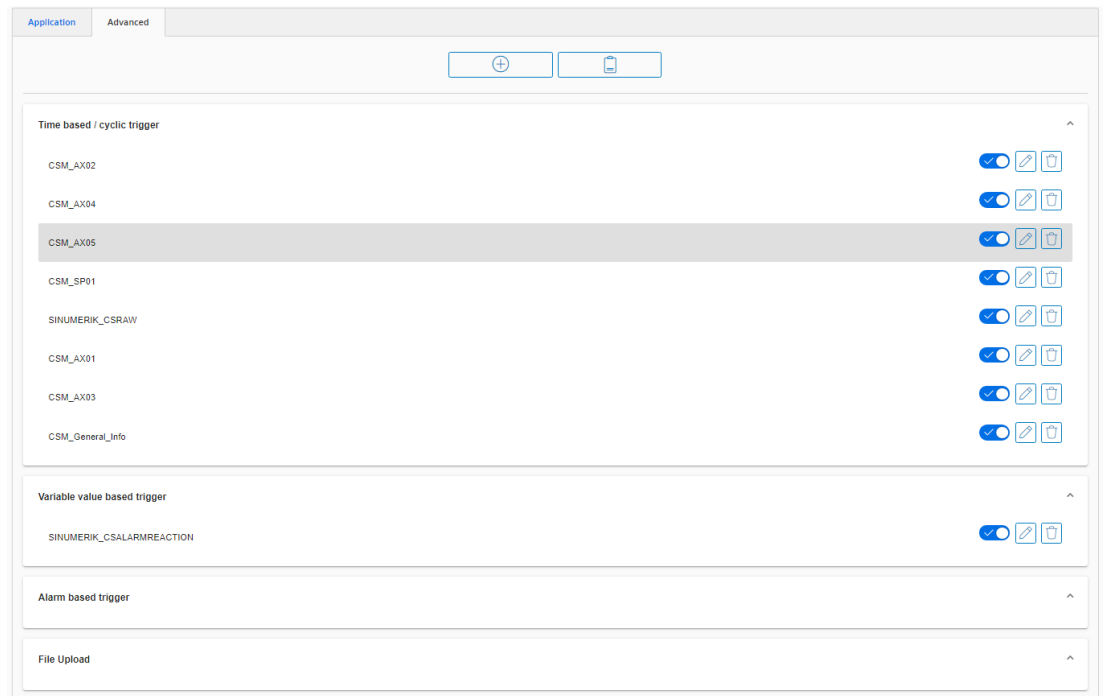 Application
Advanced
Time based / cyclic trigger
CSM_AX02
CSM_AX04
CSM_AX05
CSM_SP01
SINUMERIK_CSRAW
CSM_AX01
CSM_AX03
CSM_General_Info
Variable value based trigger
SINUMERIK_CSALARMREACTION
Alarm based trigger
File Upload